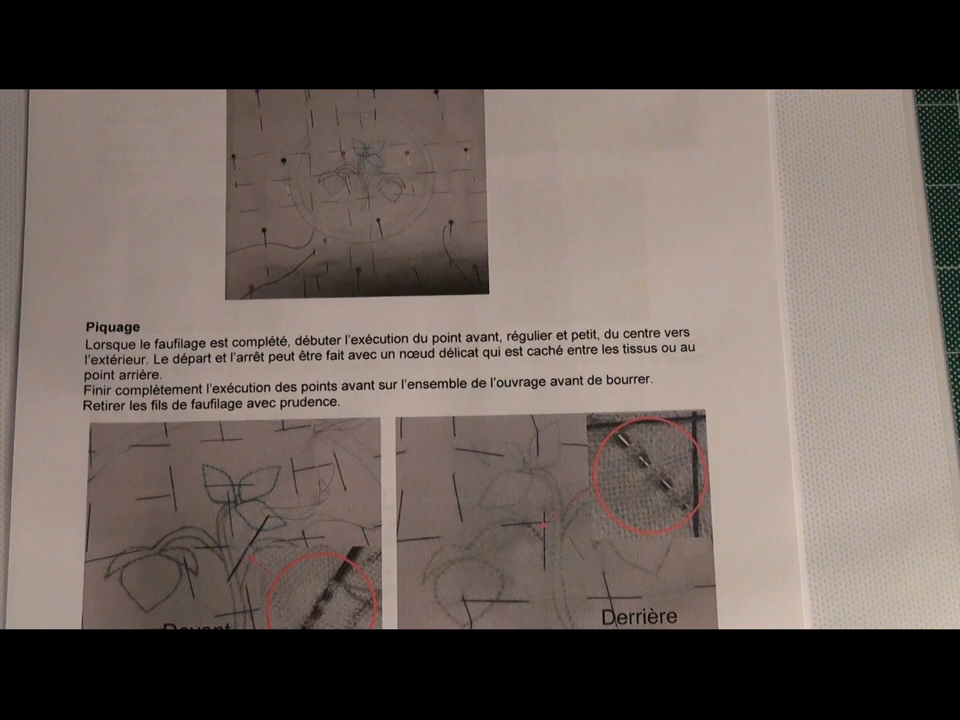 Piquage
Lorsque le faufilage est complété, débuter l'exécution du point avant, régulier et petit, du centre vers
l'extérieur. Le départ et l'arrêt peut être fait avec un nœud délicat qui est caché entre les tissus ou au
point arrière.
Finir complètement l'exécution des points avant sur l'ensemble de l'ouvrage avant de bourrer.
Retirer les fils de faufilage avec prudence.
Devant
Derrière